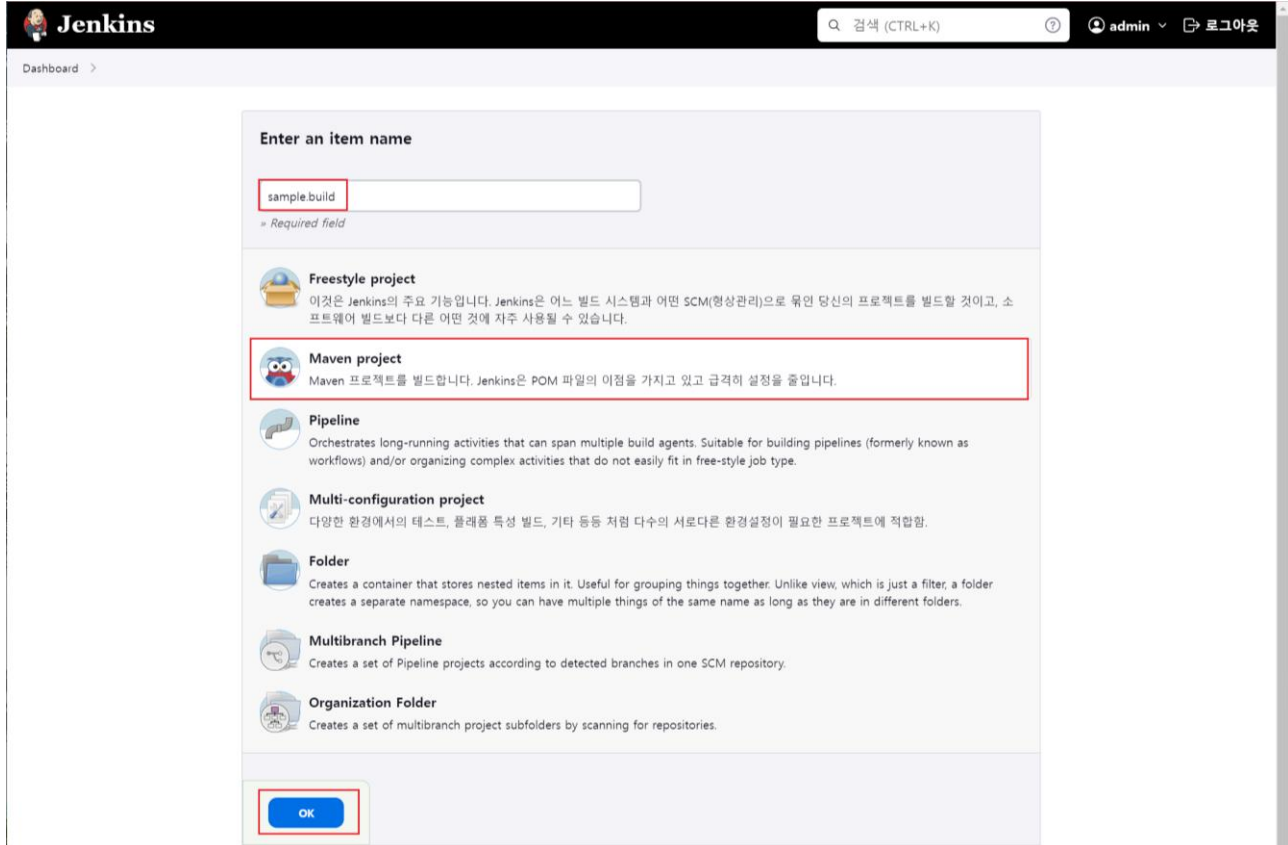 Jenkins
검색 (CTRL+K)
?
admin
로그아웃
Dashboard
Enter an item name
sample.build
» Required field
Freestyle project
이것은 Jenkins의 주요 기능입니다. Jenkins은 어느 빌드 시스템과 어떤 SCM(형상관리)으로 묶인 당신의 프로젝트를 빌드할 것이고, 소
프트웨어 빌드보다 다른 어떤 것에 자주 사용될 수 있습니다.
Maven project
Maven 프로젝트를 빌드합니다. Jenkins은 POM 파일의 이점을 가지고 있고 급격히 설정을 줄입니다.
Pipeline
Orchestrates long-running activities that can span multiple build agents. Suitable for building pipelines (formerly known as
workflows) and/or organizing complex activities that do not easily fit in free-style job type.
Multi-configuration project
다양한 환경에서의 테스트, 플래폼 특성 빌드, 기타 등등 처럼 다수의 서로다른 환경설정이 필요한 프로젝트에 적합함.
Folder
Creates a container that stores nested items in it. Useful for grouping things together. Unlike view, which is just a filter, a folder
creates a separate namespace, so you can have multiple things of the same name as long as they are in different folders.
Multibranch Pipeline
Creates a set of Pipeline projects according to detected branches in one SCM repository.
Organization Folder
Creates a set of multibranch project subfolders by scanning for repositories.
OK